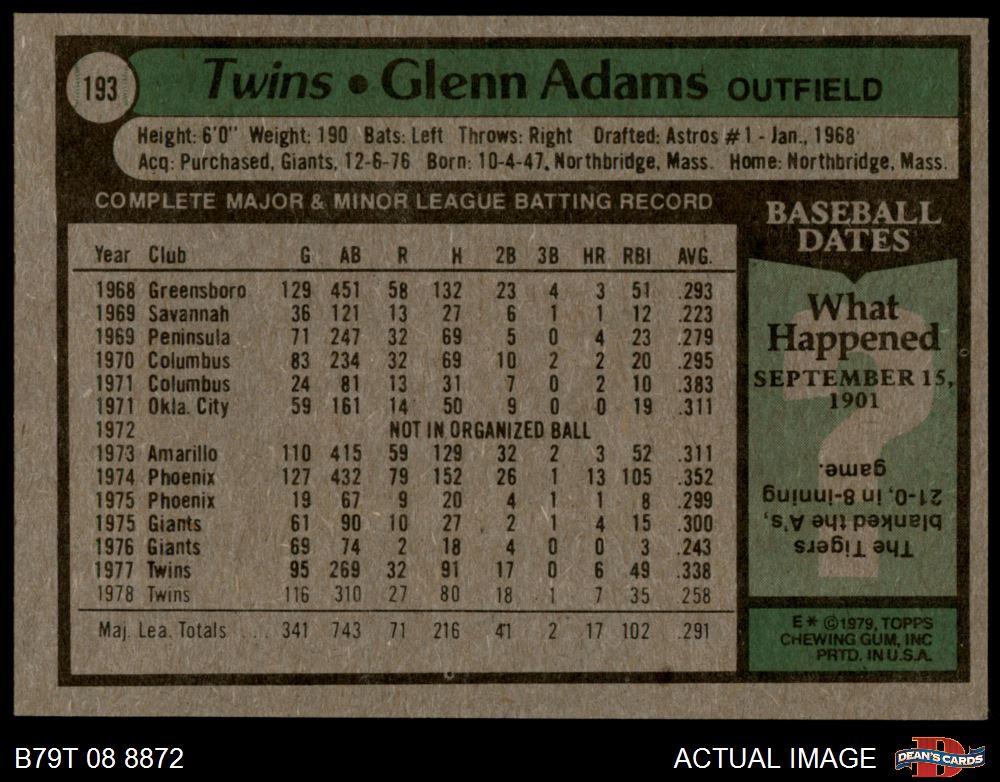 193
Twins • Glenn Adams OUTFIELD
Height: 6'0" Weight: 190 Bats: Left Throws: Right Drafted: Astros #1 - Jan., 1968
Acq: Purchased, Giants, 12-6-76 Born: 10-4-47, Northbridge, Mass. Home: Northbridge, Mass.
COMPLETE MAJOR & MINOR LEAGUE BATTING RECORD
Year Club G AB R H 2B 3B HR RBI AVG.
1968 Greensboro 129 451 58 132 23 4 3 51 .293
1969 Savannah 36 121 13 27 6 1 1 12 .223
1969 Peninsula 71 247 32 69 5 0 4 23 .279
1970 Columbus 83 234 32 69 10 2 2 20 .295
1971 Columbus 24 81 13 31 7 0 2 10 .383
1971 Okla. City 59 161 14 50 9 0 0 19 .311
1972 NOT IN ORGANIZED BALL
1973 Amarillo 110 415 59 129 32 2 3 52 .311
1974 Phoenix 127 432 79 152 26 1 13 105 .352
1975 Phoenix 19 67 9 20 4 1 1 8 .299
1975 Giants 61 90 10 27 2 1 4 15 .300
1976 Giants 69 74 2 18 4 0 0 3 .243
1977 Twins 95 269 32 91 17 0 6 49 .338
1978 Twins 116 310 27 80 18 1 7 35 .258
Maj. Lea. Totals ... 341 743 71 216 41 2 17 102 .291
BASEBALL
DATES
What
Happened
SEPTEMBER 15,
1901
The Tigers
blanked the A's,
21-0, in 8-inning
game.
E* ©1979, TOPPS
CHEWING GUM, INC
PRTD. IN U.S.A.
B79T 08 8872
ACTUAL IMAGE
D
DEAN'S CARDS